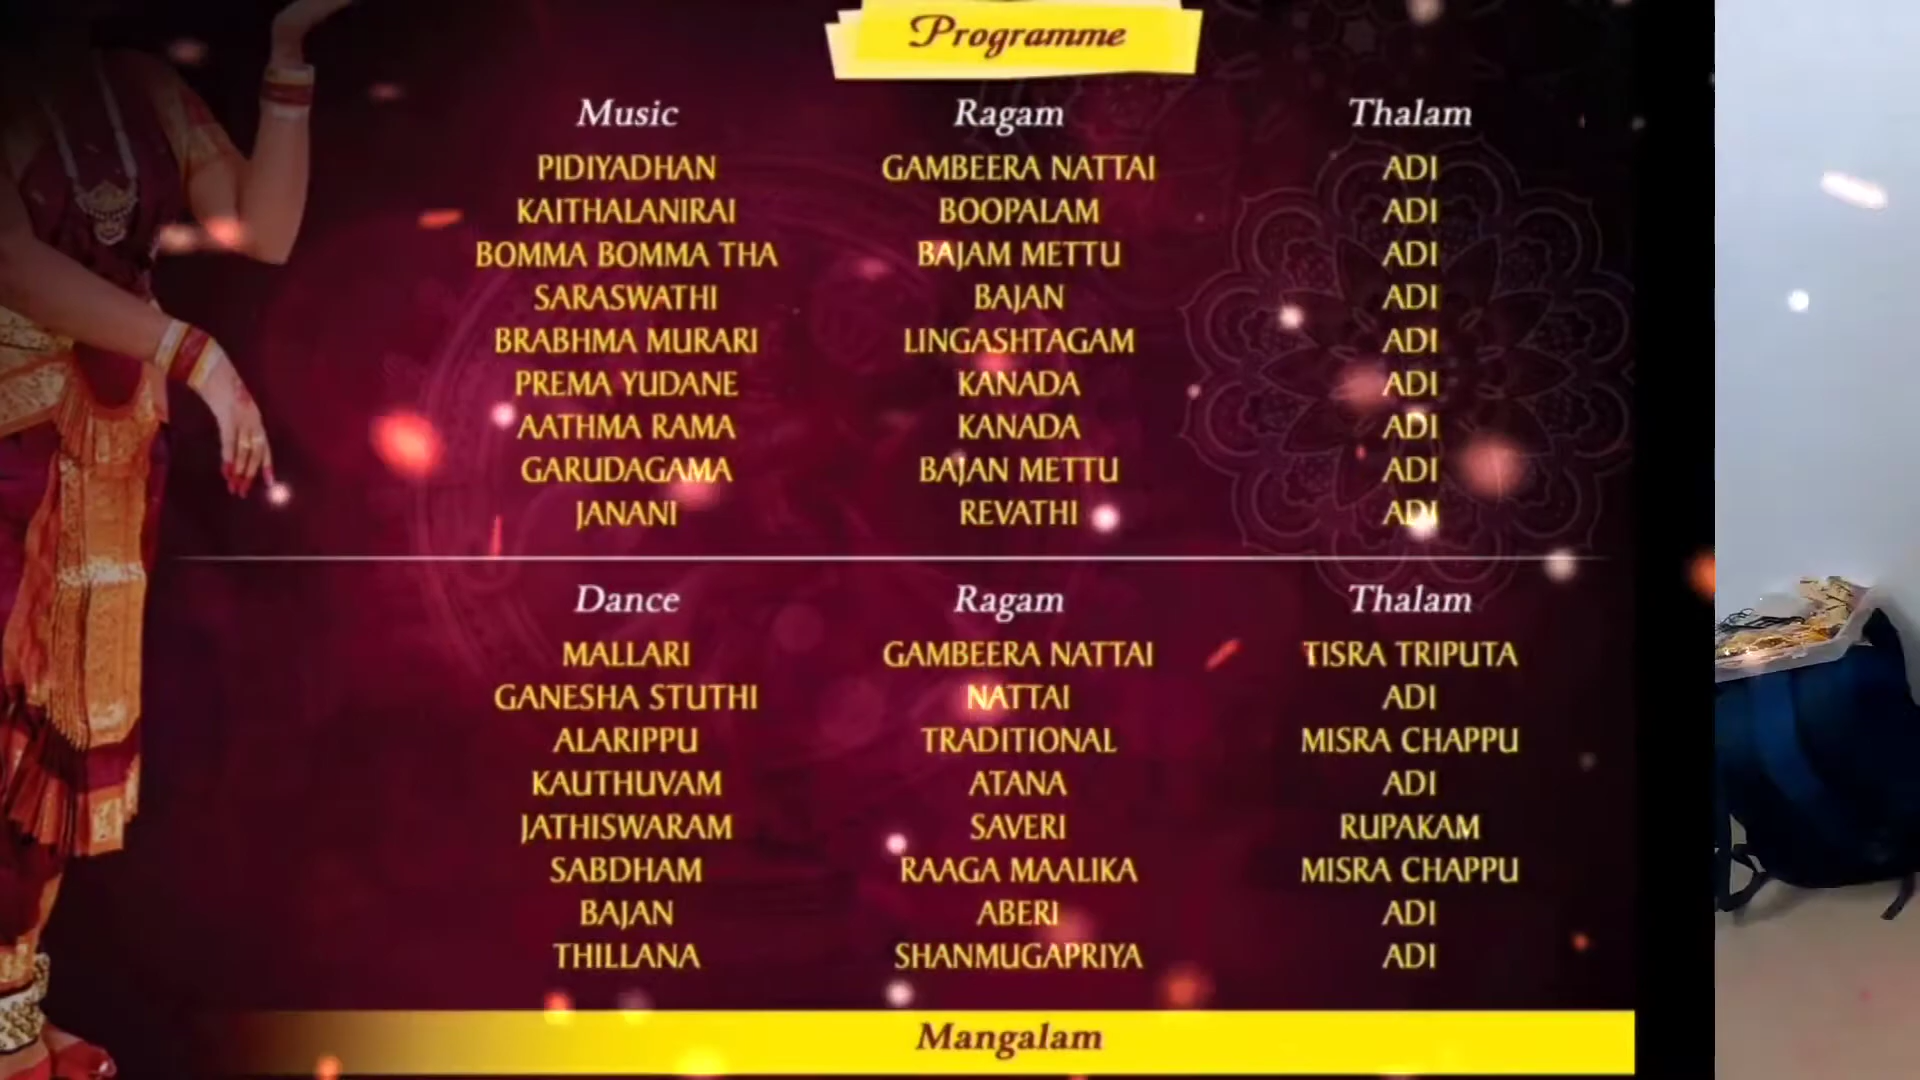 Programme
Music Ragam Thalam
PIDIYADHAN GAMBEERA NATTAI ADI
KAITHALANIRAI BOOPALAM ADI
BOMMA BOMMA THA BAJAM METTU ADI
SARASWATHI BAJAN ADI
BRABHMA MURARI LINGASHTAGAM ADI
PREMA YUDANE KANADA ADI
AATHMA RAMA KANADA ADI
GARUDAGAMA BAJAN METTU ADI
JANANI REVATHI ADI
Dance Ragam Thalam
MALLARI GAMBEERA NATTAI TISRA TRIPUTA
GANESHA STUTHI NATTAI ADI
ALARIPPU TRADITIONAL MISRA CHAPPU
KAUTHUVAM ATANA ADI
JATHISWARAM SAVERI RUPAKAM
SABDHAM RAAGA MAALIKA MISRA CHAPPU
BAJAN ABERI ADI
THILLANA SHANMUGAPRIYA ADI
Mangalam